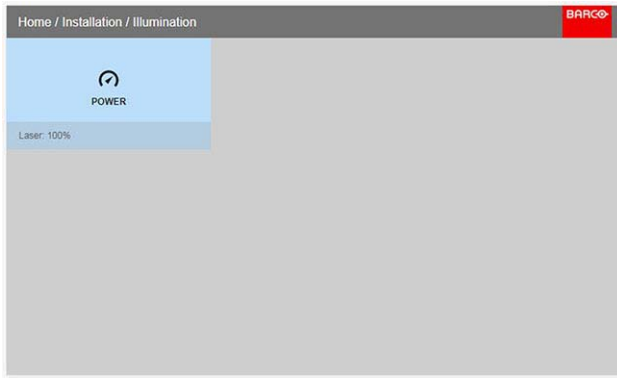 Home / Installation / Illumination
BARCO
POWER
Laser: 100%